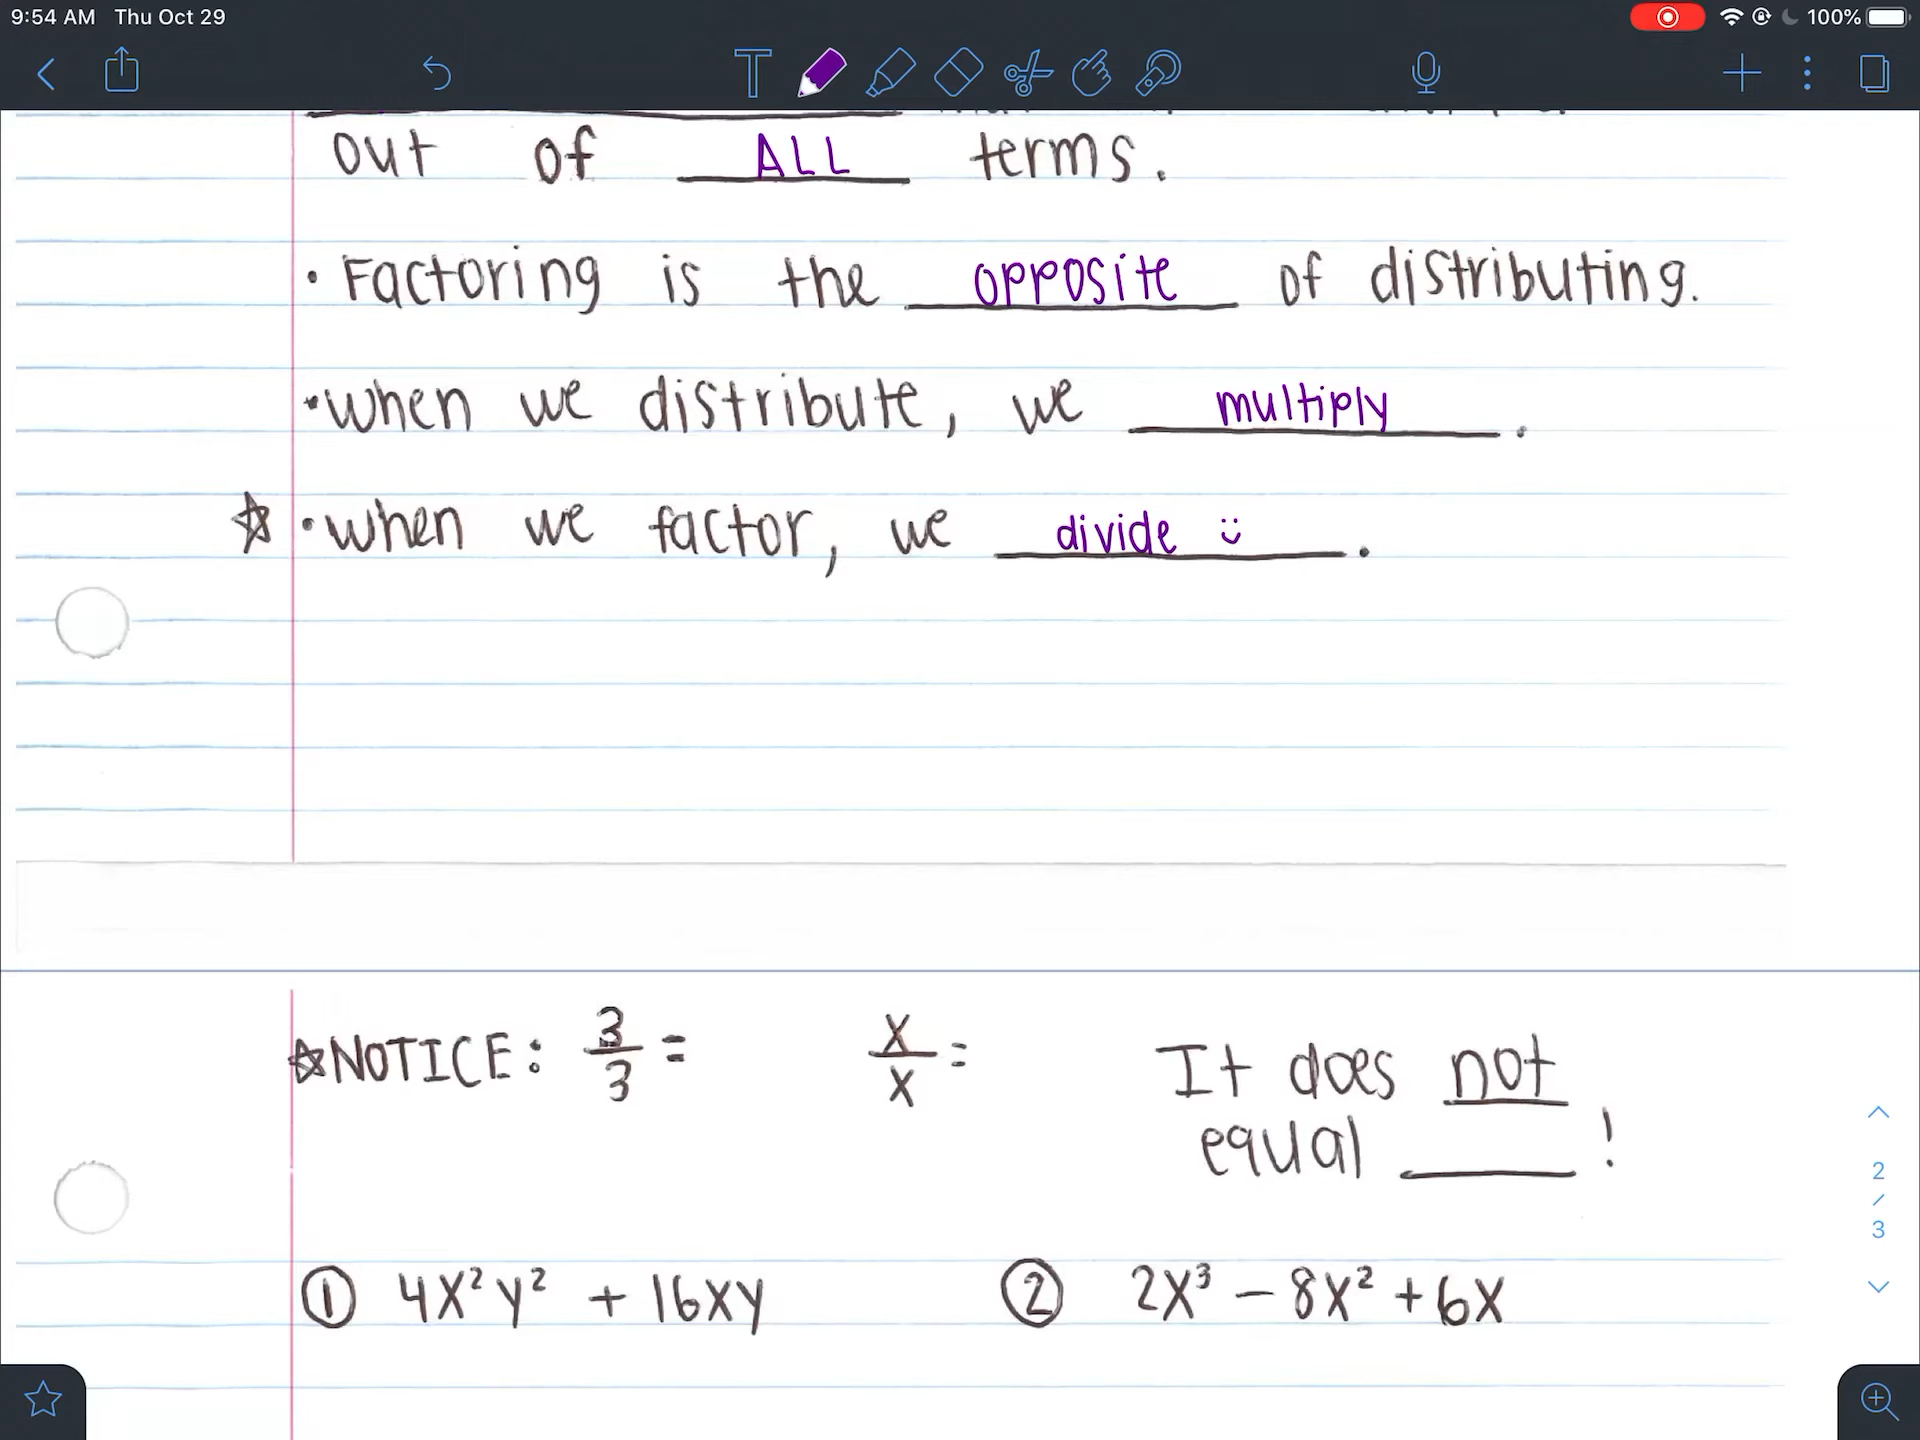 9:54 AM Thu Oct 29
100%
out of ALL terms.
• Factoring is the opposite of distributing.
• When we distribute, we multiply.
☆ • When we factor, we divide :)
☆NOTICE: 3/3 = x/x = It does not
equal ____ !
① 4x²y² + 16xy ② 2x³ – 8x² + 6x
2
/
3